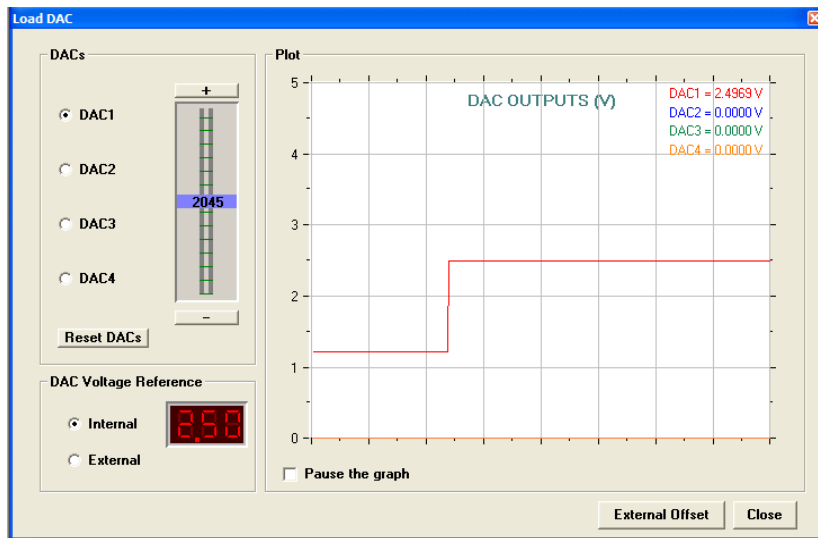 Load DAC
DACs
+
DAC1
DAC2
2045
DAC3
DAC4
−
Reset DACs
DAC Voltage Reference
Internal
2.50
External
Plot
5
DAC OUTPUTS (V)
DAC1 = 2.4969 V
DAC2 = 0.0000 V
DAC3 = 0.0000 V
DAC4 = 0.0000 V
4
3
2
1
0
Pause the graph
External Offset
Close